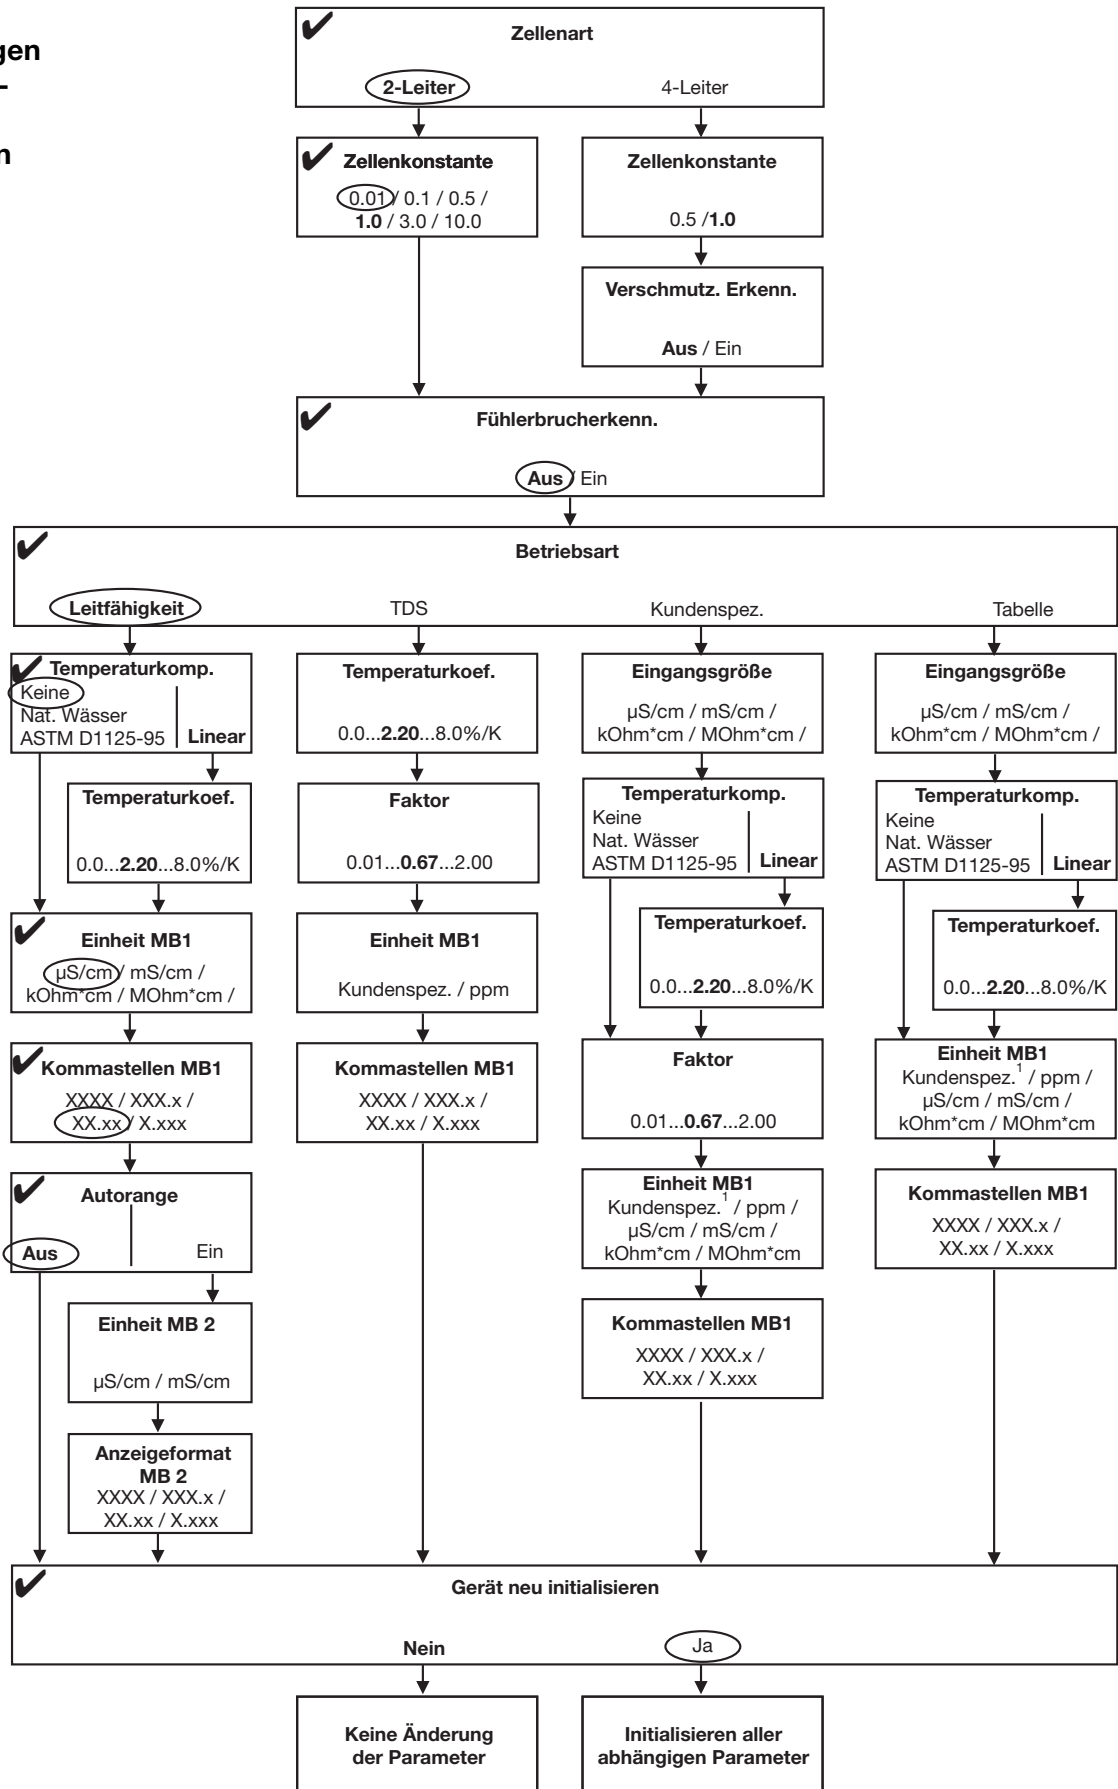 gen
-
n
Zellenart
2-Leiter 4-Leiter
Zellenkonstante
0.01 / 0.1 / 0.5 /
1.0 / 3.0 / 10.0
Zellenkonstante
0.5 /1.0
Verschmutz. Erkenn.
Aus / Ein
Fühlerbrucherkenn.
Aus / Ein
Betriebsart
Leitfähigkeit TDS Kundenspez. Tabelle
Temperaturkomp.
Keine
Nat. Wässer
ASTM D1125-95 Linear
Temperaturkoef.
0.0...2.20...8.0%/K
Einheit MB1
µS/cm / mS/cm /
kOhm*cm / MOhm*cm /
Kommastellen MB1
XXXX / XXX.x /
XX.xx / X.xxx
Autorange
Aus Ein
Einheit MB 2
µS/cm / mS/cm
Anzeigeformat
MB 2
XXXX / XXX.x /
XX.xx / X.xxx
Temperaturkoef.
0.0...2.20...8.0%/K
Faktor
0.01...0.67...2.00
Einheit MB1
Kundenspez. / ppm
Kommastellen MB1
XXXX / XXX.x /
XX.xx / X.xxx
Eingangsgröße
µS/cm / mS/cm /
kOhm*cm / MOhm*cm /
Temperaturkomp.
Keine
Nat. Wässer
ASTM D1125-95 Linear
Temperaturkoef.
0.0...2.20...8.0%/K
Faktor
0.01...0.67...2.00
Einheit MB1
Kundenspez.1 / ppm /
µS/cm / mS/cm /
kOhm*cm / MOhm*cm
Kommastellen MB1
XXXX / XXX.x /
XX.xx / X.xxx
Eingangsgröße
µS/cm / mS/cm /
kOhm*cm / MOhm*cm /
Temperaturkomp.
Keine
Nat. Wässer
ASTM D1125-95 Linear
Temperaturkoef.
0.0...2.20...8.0%/K
Einheit MB1
Kundenspez.1 / ppm /
µS/cm / mS/cm /
kOhm*cm / MOhm*cm
Kommastellen MB1
XXXX / XXX.x /
XX.xx / X.xxx
Gerät neu initialisieren
Nein Ja
Keine Änderung
der Parameter
Initialisieren aller
abhängigen Parameter